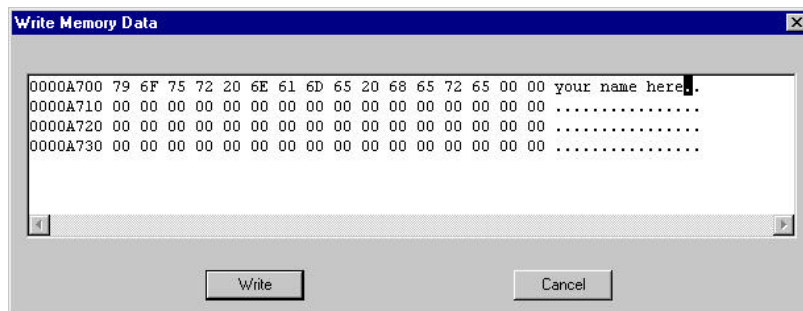 Write Memory Data
0000A700 79 6F 75 72 20 6E 61 6D 65 20 68 65 72 65 00 00 your name here..
0000A710 00 00 00 00 00 00 00 00 00 00 00 00 00 00 00 00 ................
0000A720 00 00 00 00 00 00 00 00 00 00 00 00 00 00 00 00 ................
0000A730 00 00 00 00 00 00 00 00 00 00 00 00 00 00 00 00 ................
Write Cancel